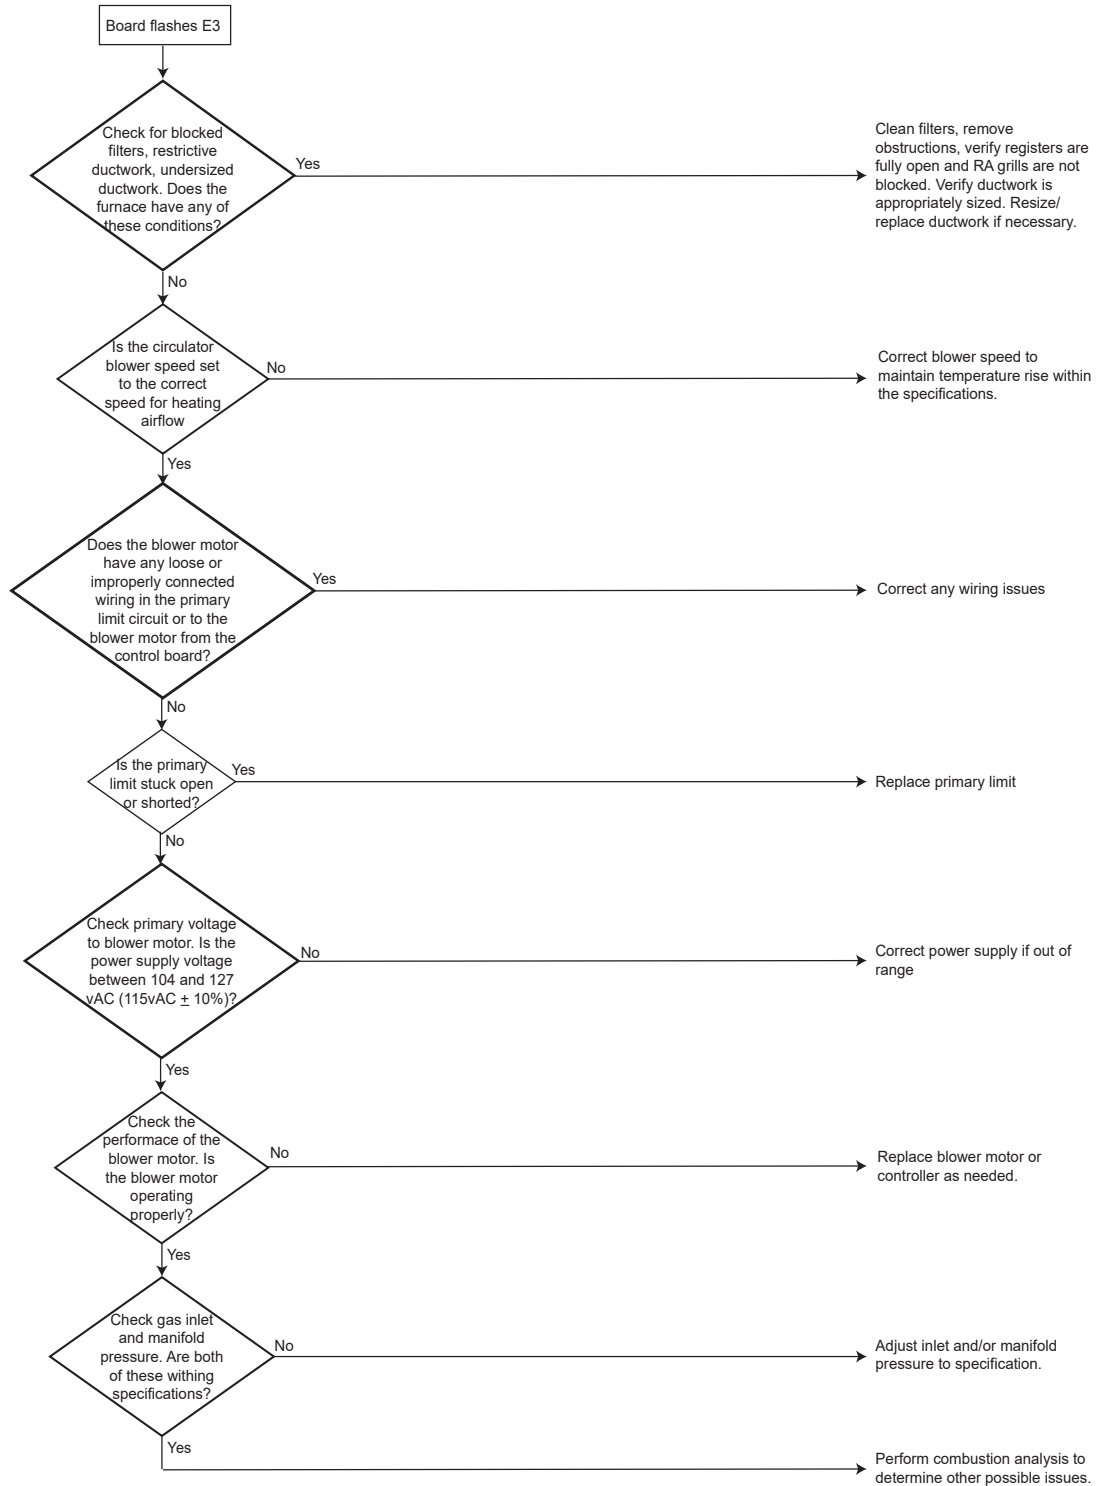 Board flashes E3
Check for blocked
filters, restrictive
ductwork, undersized
ductwork. Does the
furnace have any of
these conditions?
Yes
Clean filters, remove
obstructions, verify registers are
fully open and RA grills are not
blocked. Verify ductwork is
appropriately sized. Resize/
replace ductwork if necessary.
No
Is the circulator
blower speed set
to the correct
speed for heating
airflow
No
Correct blower speed to
maintain temperature rise within
the specifications.
Yes
Does the blower motor
have any loose or
improperly connected
wiring in the primary
limit circuit or to the
blower motor from the
control board?
Yes
Correct any wiring issues
No
Is the primary
limit stuck open
or shorted?
Yes
Replace primary limit
No
Check primary voltage
to blower motor. Is the
power supply voltage
between 104 and 127
vAC (115vAC ± 10%)?
No
Correct power supply if out of
range
Yes
Check the
performace of the
blower motor. Is
the blower motor
operating
properly?
No
Replace blower motor or
controller as needed.
Yes
Check gas inlet
and manifold
pressure. Are both
of these withing
specifications?
No
Adjust inlet and/or manifold
pressure to specification.
Yes
Perform combustion analysis to
determine other possible issues.